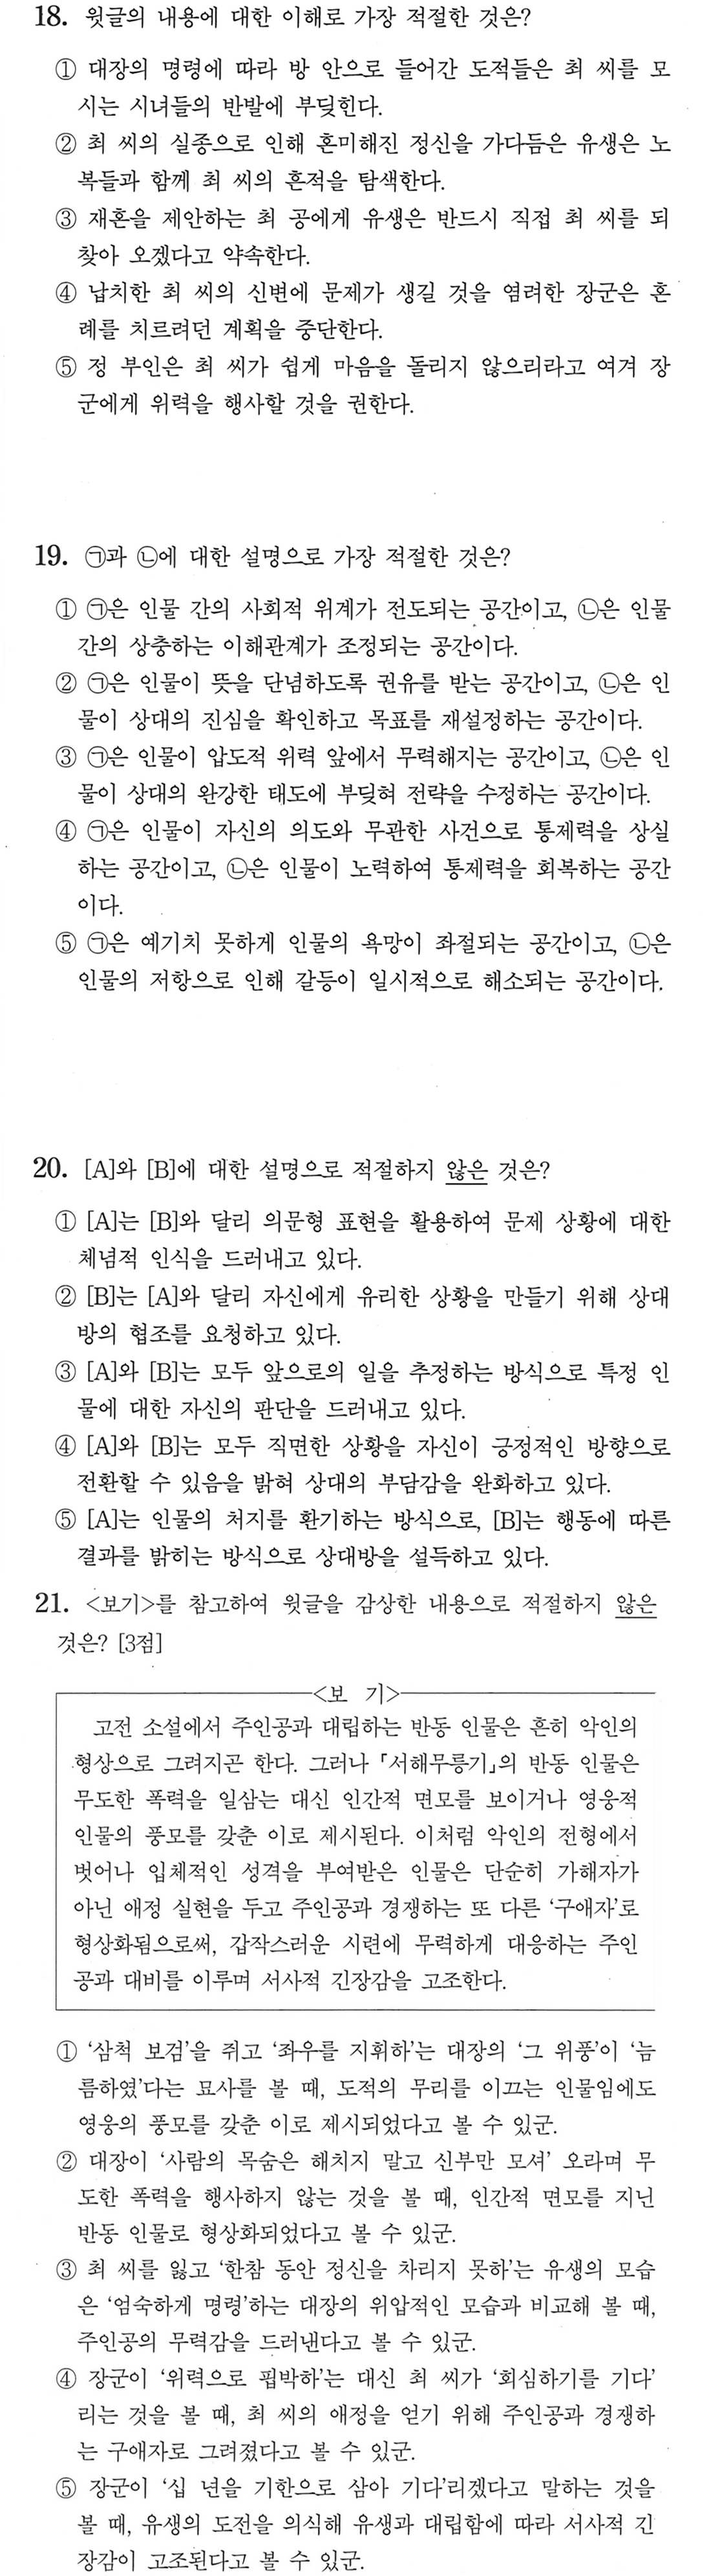 18. 윗글의 내용에 대한 이해로 가장 적절한 것은?
① 대장의 명령에 따라 방 안으로 들어간 도적들은 최 씨를 모
시는 시녀들의 반발에 부딪힌다.
② 최 씨의 실종으로 인해 혼미해진 정신을 가다듬은 유생은 노
복들과 함께 최 씨의 흔적을 탐색한다.
③ 재혼을 제안하는 최 공에게 유생은 반드시 직접 최 씨를 되
찾아 오겠다고 약속한다.
④ 납치한 최 씨의 신변에 문제가 생길 것을 염려한 장군은 혼
례를 치르려던 계획을 중단한다.
⑤ 정 부인은 최 씨가 쉽게 마음을 돌리지 않으리라고 여겨 장
군에게 위력을 행사할 것을 권한다.
19. ㉠과 ㉡에 대한 설명으로 가장 적절한 것은?
① ㉠은 인물 간의 사회적 위계가 전도되는 공간이고, ㉡은 인물
간의 상충하는 이해관계가 조정되는 공간이다.
② ㉠은 인물이 뜻을 단념하도록 권유를 받는 공간이고, ㉡은 인
물이 상대의 진심을 확인하고 목표를 재설정하는 공간이다.
③ ㉠은 인물이 압도적 위력 앞에서 무력해지는 공간이고, ㉡은 인
물이 상대의 완강한 태도에 부딪혀 전략을 수정하는 공간이다.
④ ㉠은 인물이 자신의 의도와 무관한 사건으로 통제력을 상실
하는 공간이고, ㉡은 인물이 노력하여 통제력을 회복하는 공간
이다.
⑤ ㉠은 예기치 못하게 인물의 욕망이 좌절되는 공간이고, ㉡은
인물의 저항으로 인해 갈등이 일시적으로 해소되는 공간이다.
20. [A]와 [B]에 대한 설명으로 적절하지 않은 것은?
① [A]는 [B]와 달리 의문형 표현을 활용하여 문제 상황에 대한
체념적 인식을 드러내고 있다.
② [B]는 [A]와 달리 자신에게 유리한 상황을 만들기 위해 상대
방의 협조를 요청하고 있다.
③ [A]와 [B]는 모두 앞으로의 일을 추정하는 방식으로 특정 인
물에 대한 자신의 판단을 드러내고 있다.
④ [A]와 [B]는 모두 직면한 상황을 자신이 긍정적인 방향으로
전환할 수 있음을 밝혀 상대의 부담감을 완화하고 있다.
⑤ [A]는 인물의 처지를 환기하는 방식으로, [B]는 행동에 따른
결과를 밝히는 방식으로 상대방을 설득하고 있다.
21. <보기>를 참고하여 윗글을 감상한 내용으로 적절하지 않은
것은? [3점]
<보 기>
고전 소설에서 주인공과 대립하는 반동 인물은 흔히 악인의
형상으로 그려지곤 한다. 그러나 「서해무릉기」의 반동 인물은
무도한 폭력을 일삼는 대신 인간적 면모를 보이거나 영웅적
인물의 풍모를 갖춘 이로 제시된다. 이처럼 악인의 전형에서
벗어나 입체적인 성격을 부여받은 인물은 단순히 가해자가
아닌 애정 실현을 두고 주인공과 경쟁하는 또 다른 ‘구애자’로
형상화됨으로써, 갑작스러운 시련에 무력하게 대응하는 주인
공과 대비를 이루며 서사적 긴장감을 고조한다.
① ‘삼척 보검’을 쥐고 ‘좌우를 지휘하’는 대장의 ‘그 위풍’이 ‘늠
름하였’다는 묘사를 볼 때, 도적의 무리를 이끄는 인물임에도
영웅의 풍모를 갖춘 이로 제시되었다고 볼 수 있군.
② 대장이 ‘사람의 목숨은 해치지 말고 신부만 모셔’ 오라며 무
도한 폭력을 행사하지 않는 것을 볼 때, 인간적 면모를 지닌
반동 인물로 형상화되었다고 볼 수 있군.
③ 최 씨를 잃고 ‘한참 동안 정신을 차리지 못하’는 유생의 모습
은 ‘엄숙하게 명령’하는 대장의 위압적인 모습과 비교해 볼 때,
주인공의 무력감을 드러낸다고 볼 수 있군.
④ 장군이 ‘위력으로 핍박하’는 대신 최 씨가 ‘회심하기를 기다’
리는 것을 볼 때, 최 씨의 애정을 얻기 위해 주인공과 경쟁하
는 구애자로 그려졌다고 볼 수 있군.
⑤ 장군이 ‘십 년을 기한으로 삼아 기다’리겠다고 말하는 것을
볼 때, 유생의 도전을 의식해 유생과 대립함에 따라 서사적 긴
장감이 고조된다고 볼 수 있군.